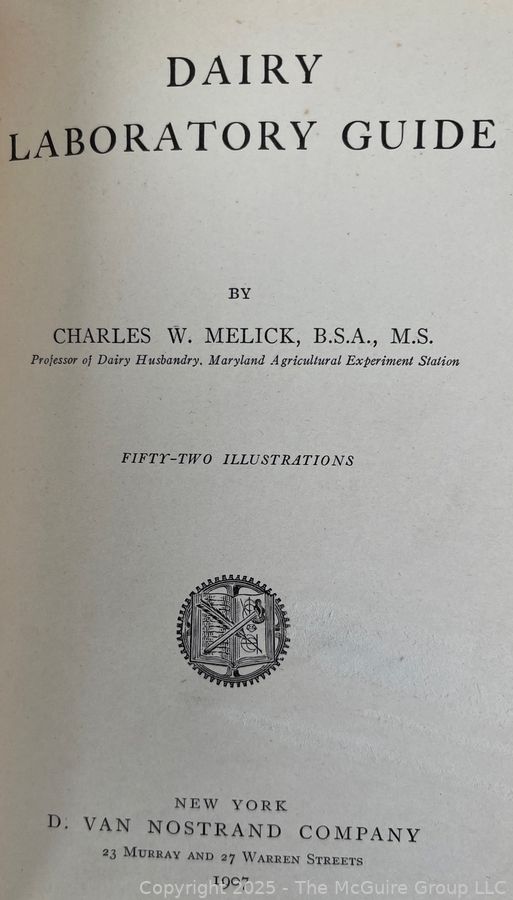 DAIRY
LABORATORY GUIDE
BY
CHARLES W. MELICK, B.S.A., M.S.
Professor of Dairy Husbandry, Maryland Agricultural Experiment Station
FIFTY-TWO ILLUSTRATIONS
NEW YORK
D. VAN NOSTRAND COMPANY
23 MURRAY AND 27 WARREN STREETS
1907
Copyright 2025 - The McGuire Group LLC